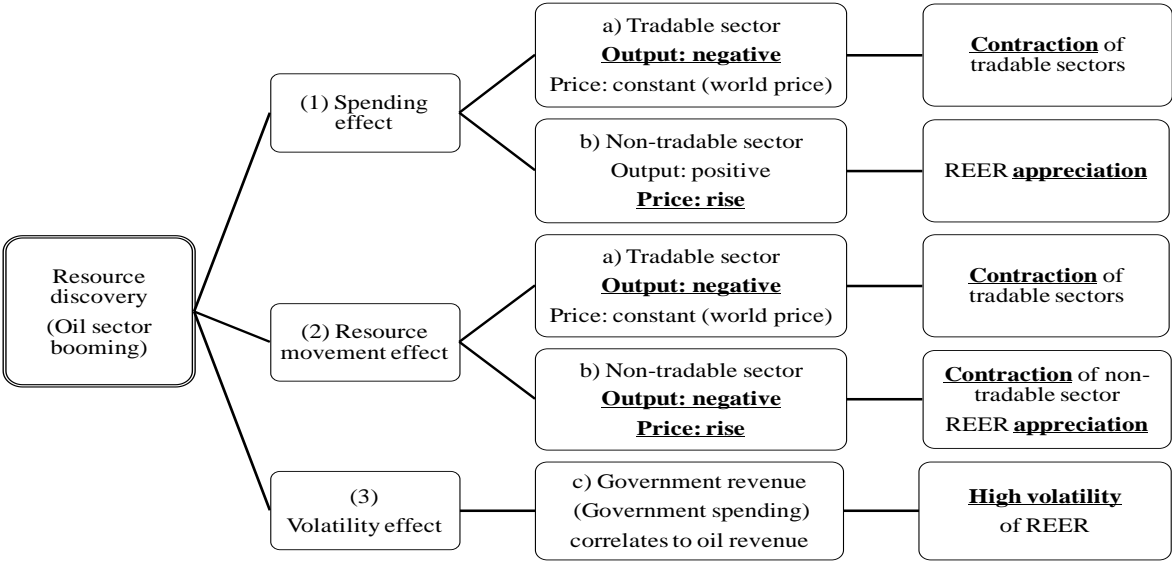 Resource
discovery
(Oil sector
booming)
(1) Spending
effect
a) Tradable sector
Output: negative
Price: constant (world price)
Contraction of
tradable sectors
b) Non-tradable sector
Output: positive
Price: rise
REER appreciation
(2) Resource
movement effect
a) Tradable sector
Output: negative
Price: constant (world price)
Contraction of
tradable sectors
b) Non-tradable sector
Output: negative
Price: rise
Contraction of non-
tradable sector
REER appreciation
(3)
Volatility effect
c) Government revenue
(Government spending)
correlates to oil revenue
High volatility
of REER